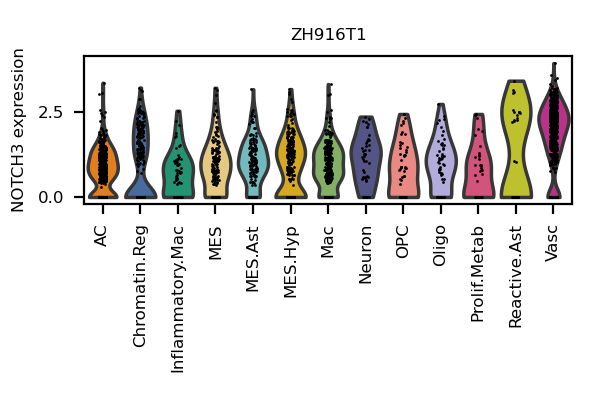 ZH916T1
NOTCH3 expression
2.5
0.0
AC
Chromatin.Reg
Inflammatory.Mac
MES
MES.Ast
MES.Hyp
Mac
Neuron
OPC
Oligo
Prolif.Metab
Reactive.Ast
Vasc